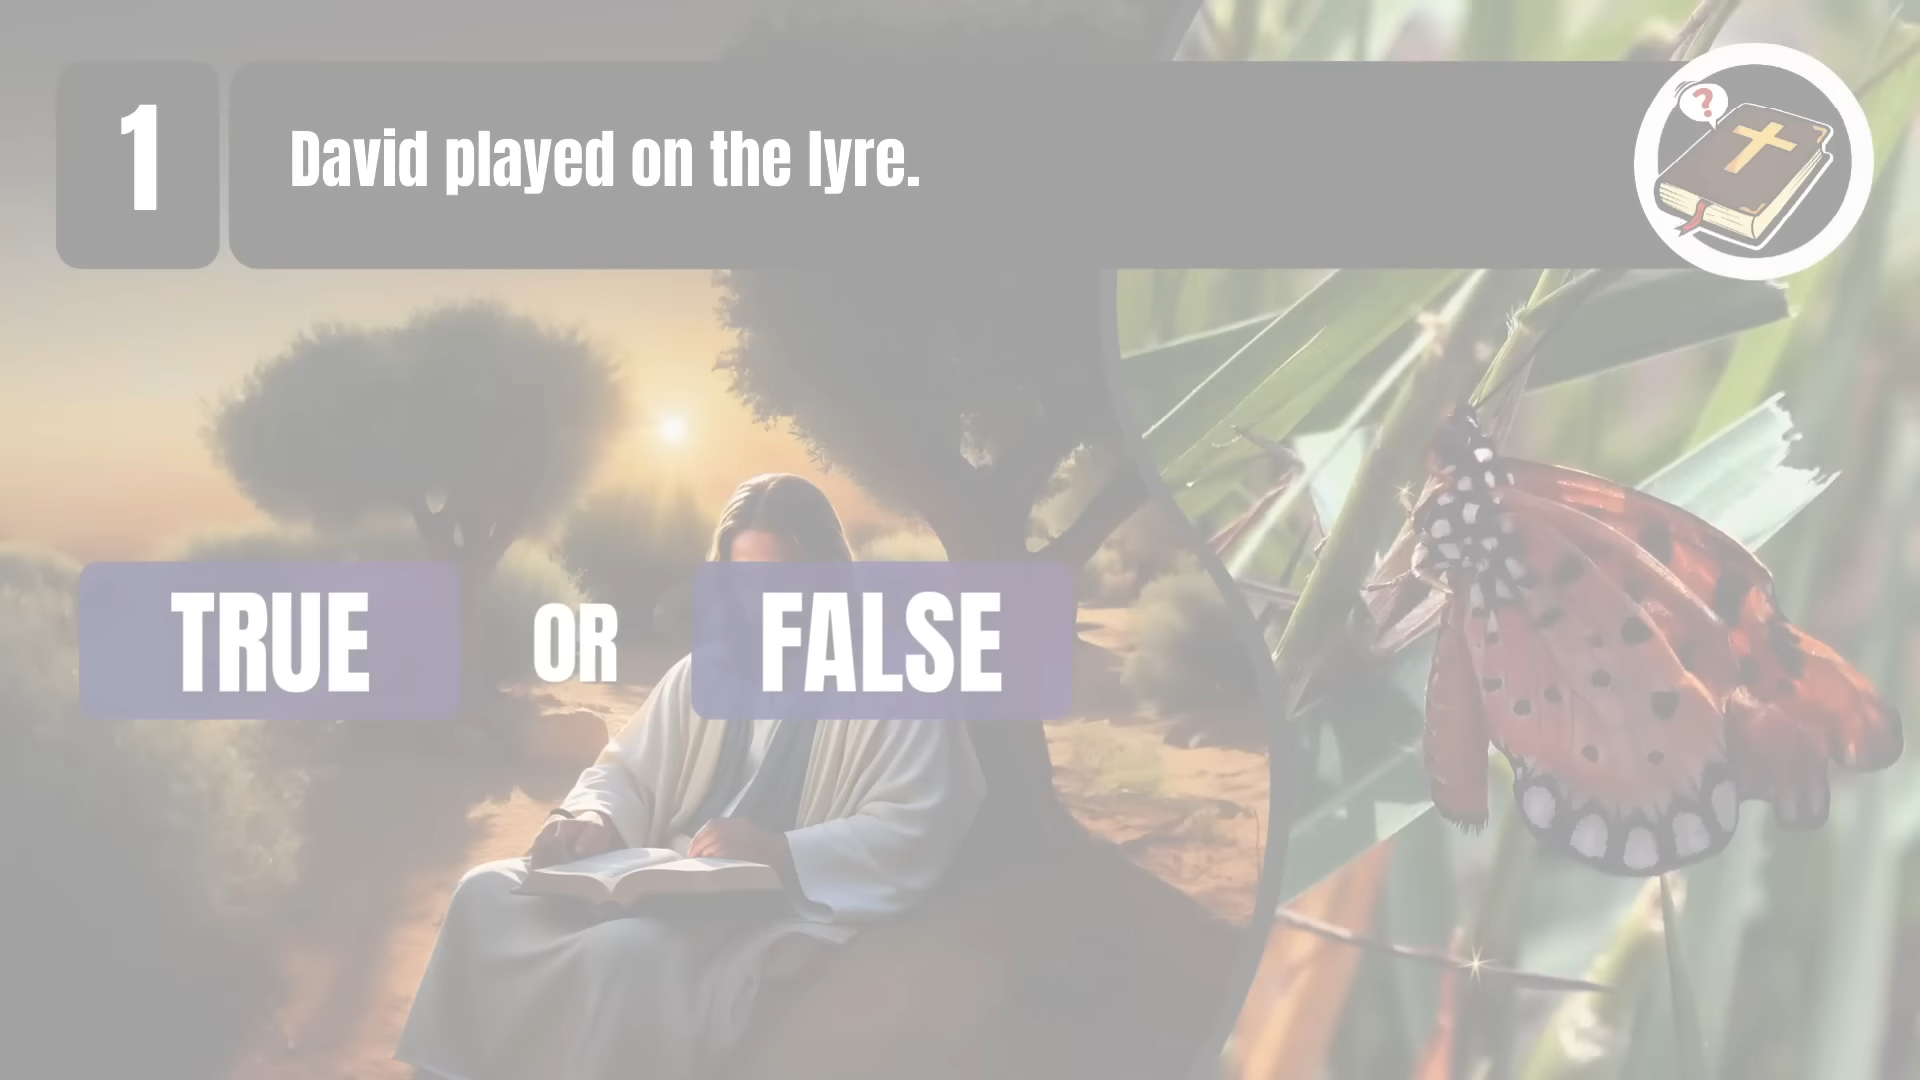 1
David played on the lyre.
?
TRUE OR FALSE